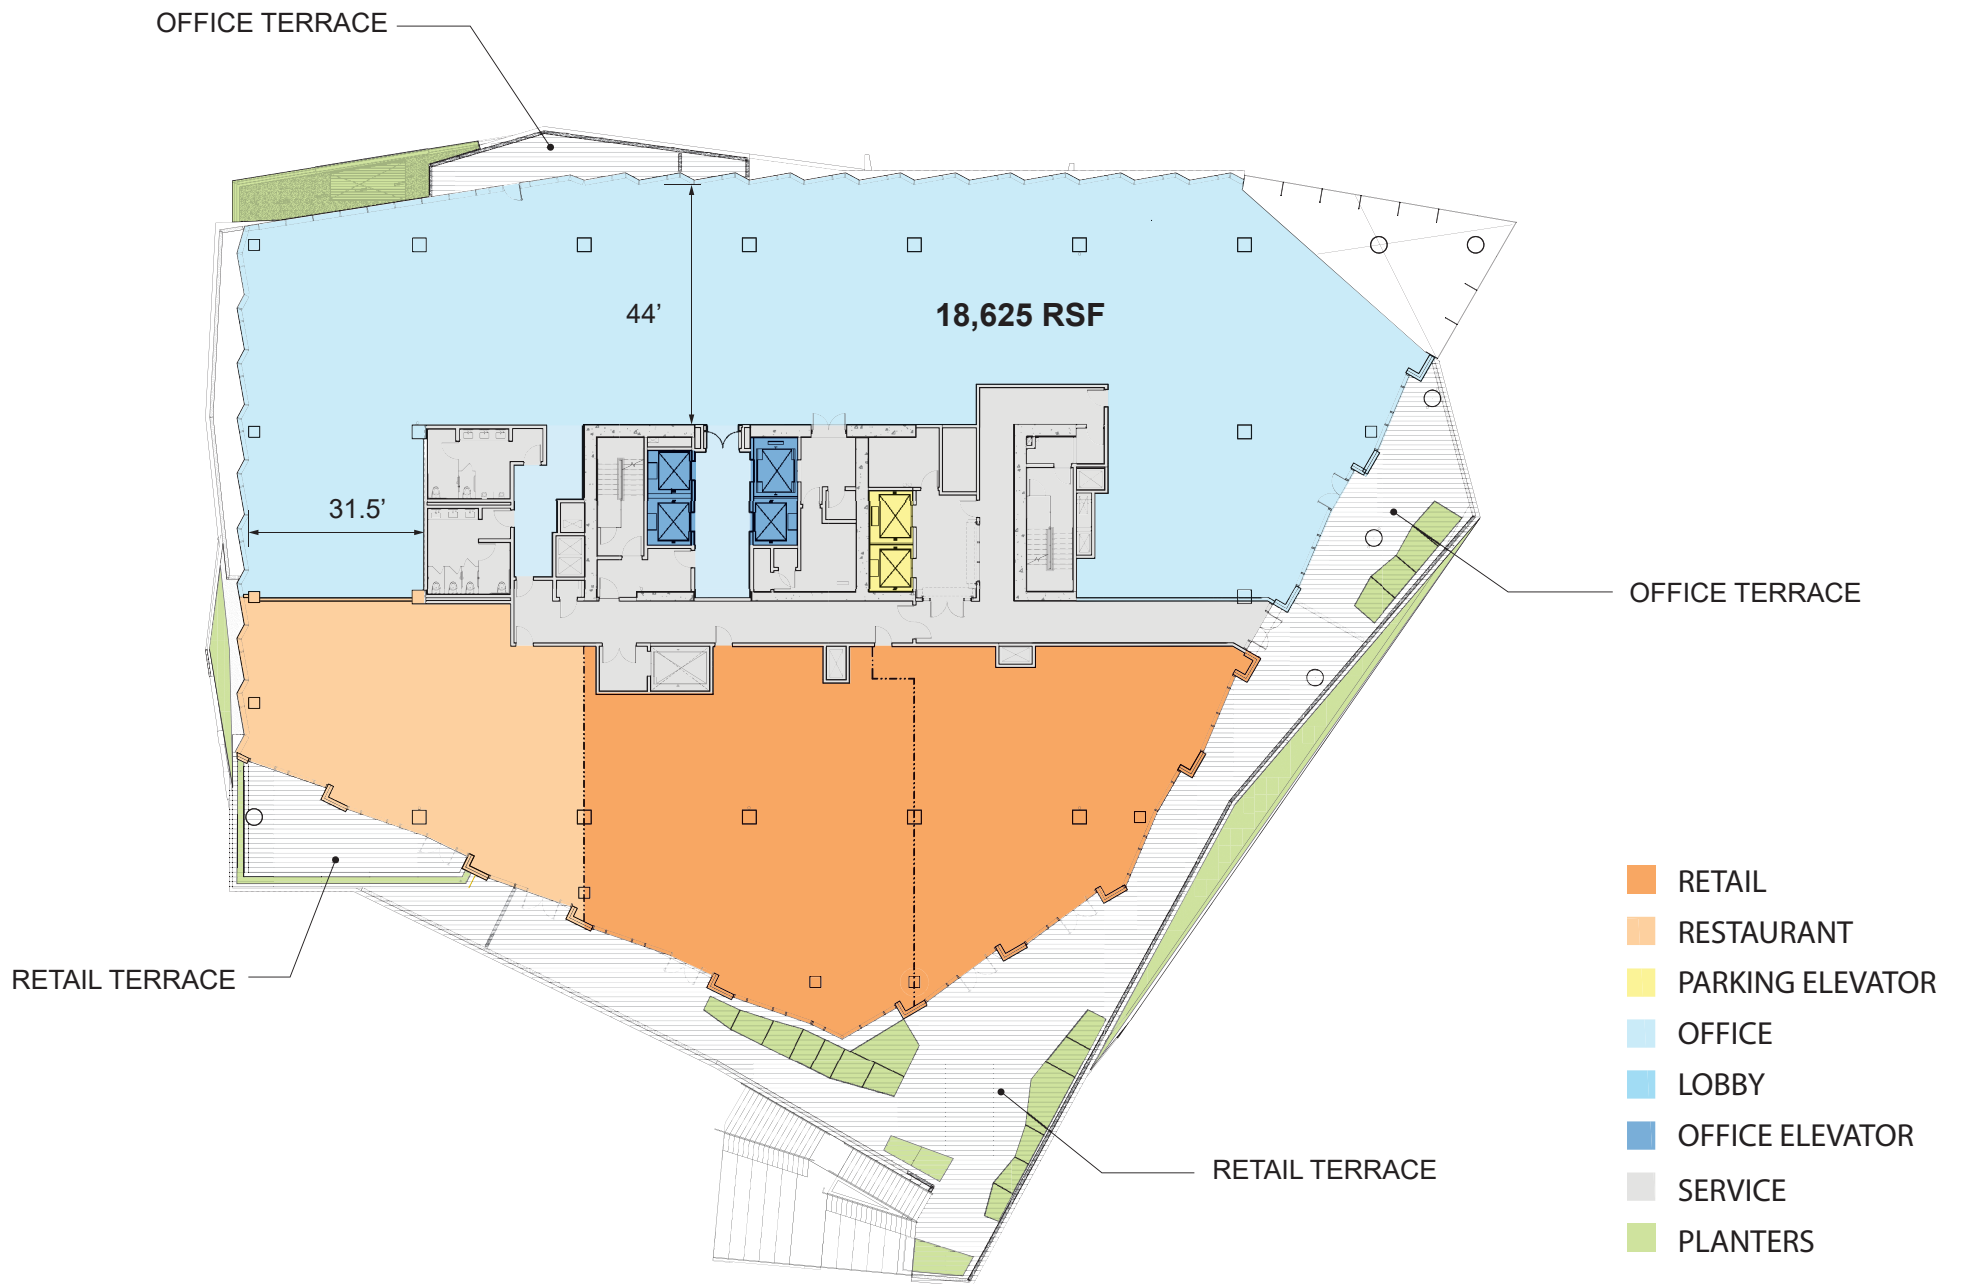 OFFICE TERRACE
44’
18,625 RSF
31.5’
OFFICE TERRACE
RETAIL TERRACE
RETAIL TERRACE
RETAIL
RESTAURANT
PARKING ELEVATOR
OFFICE
LOBBY
OFFICE ELEVATOR
SERVICE
PLANTERS